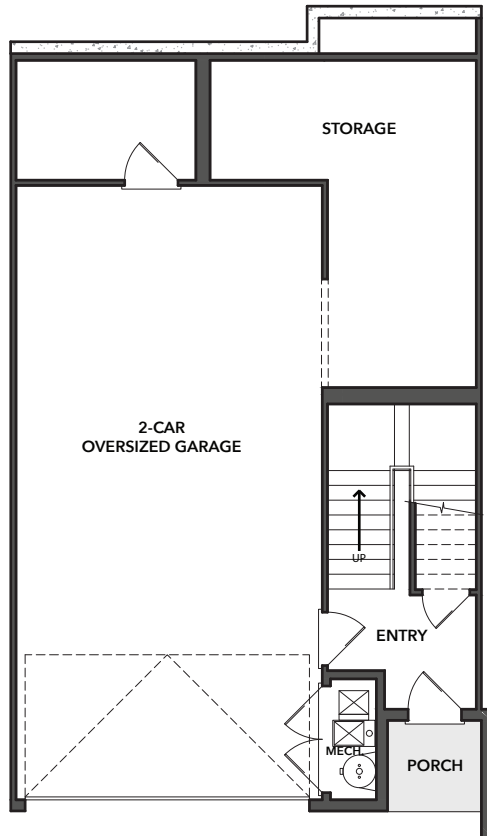 STORAGE
2-CAR
OVERSIZED GARAGE
UP
ENTRY
MECH.
PORCH